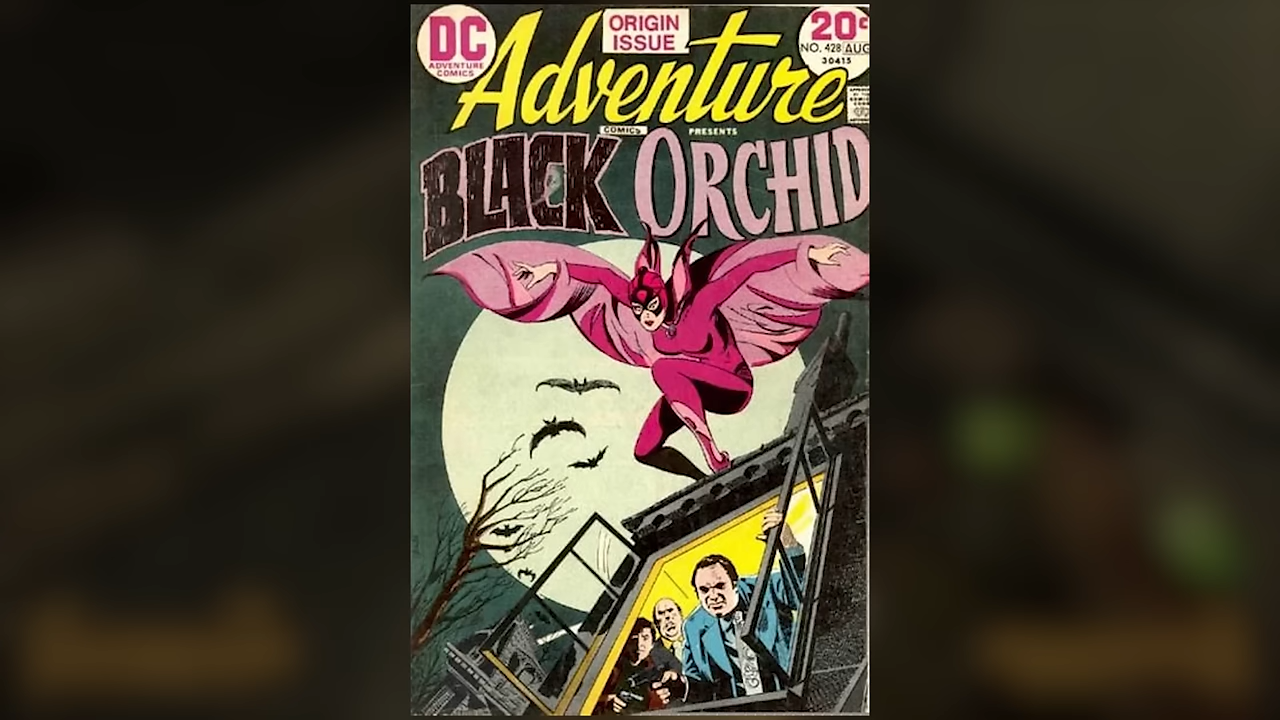 DC
ADVENTURE
COMICS
ORIGIN
ISSUE
20¢
NO. 428 AUG
30415
Adventure
COMICS PRESENTS
BLACK ORCHID